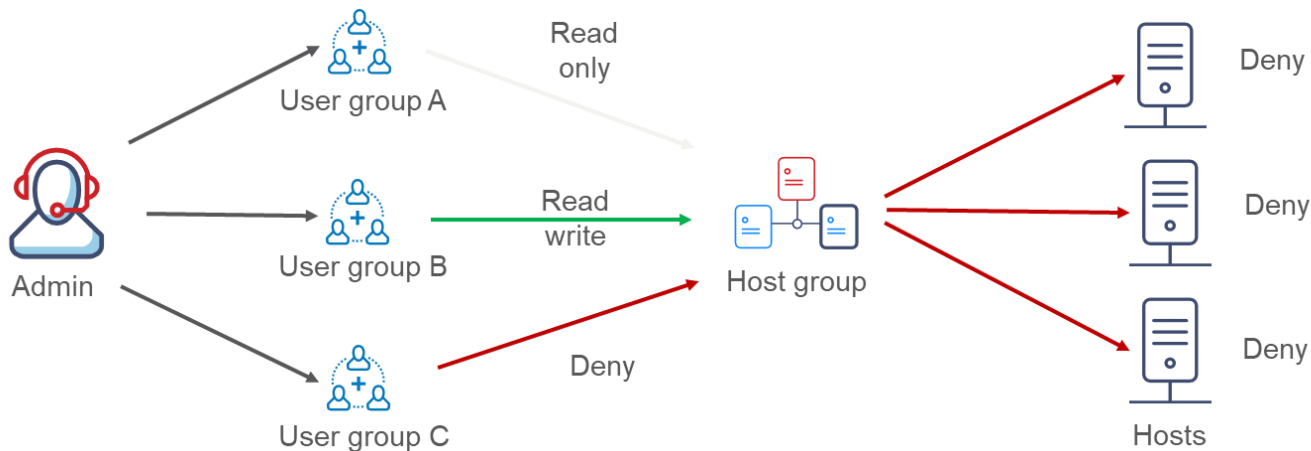 Read
only
Deny
User group A
Read
write
Deny
User group B
Admin
Host group
Deny
Deny
User group C
Hosts